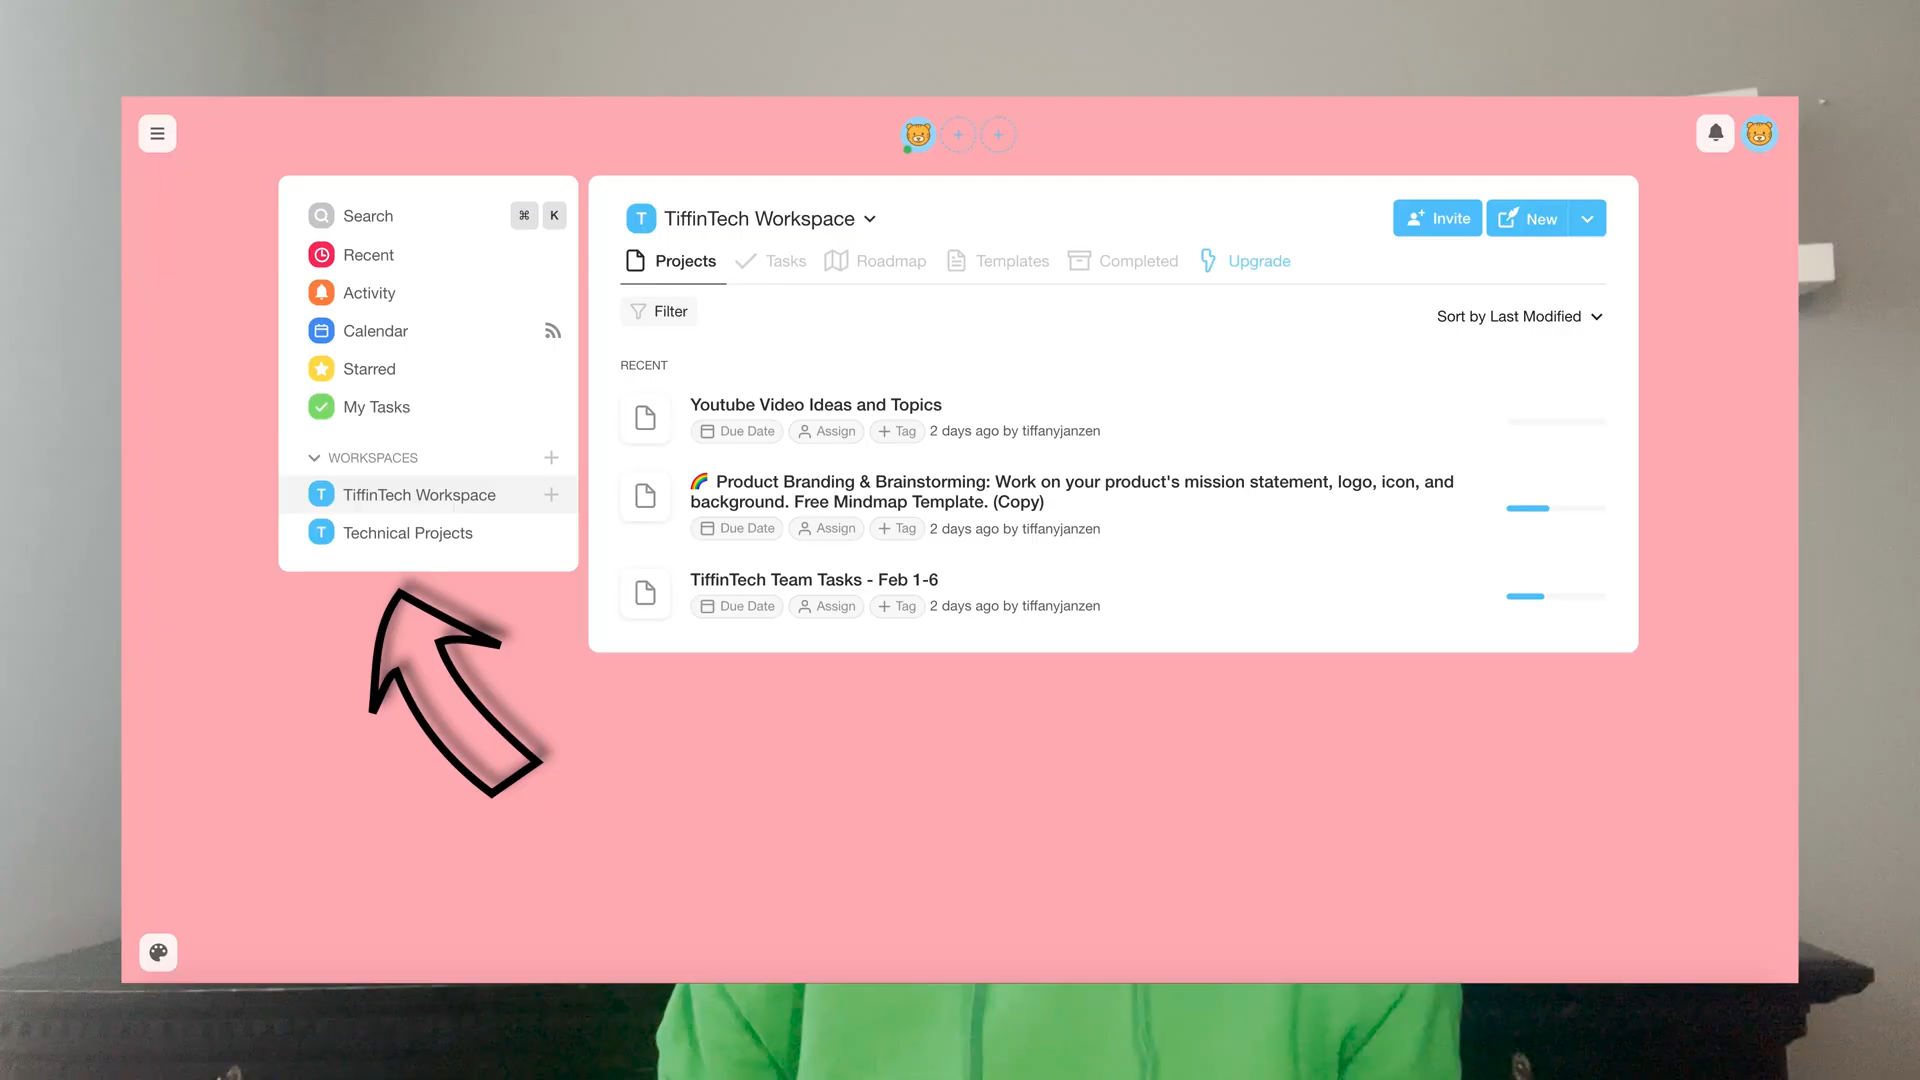 Search ⌘ K
Recent
Activity
Calendar
Starred
My Tasks
WORKSPACES
T TiffinTech Workspace
T Technical Projects
T TiffinTech Workspace
Invite
New
Projects
Tasks
Roadmap
Templates
Completed
Upgrade
Filter
Sort by Last Modified
RECENT
Youtube Video Ideas and Topics
Due Date Assign + Tag 2 days ago by tiffanyjanzen
🌈 Product Branding & Brainstorming: Work on your product's mission statement, logo, icon, and
background. Free Mindmap Template. (Copy)
Due Date Assign + Tag 2 days ago by tiffanyjanzen
TiffinTech Team Tasks - Feb 1-6
Due Date Assign + Tag 2 days ago by tiffanyjanzen